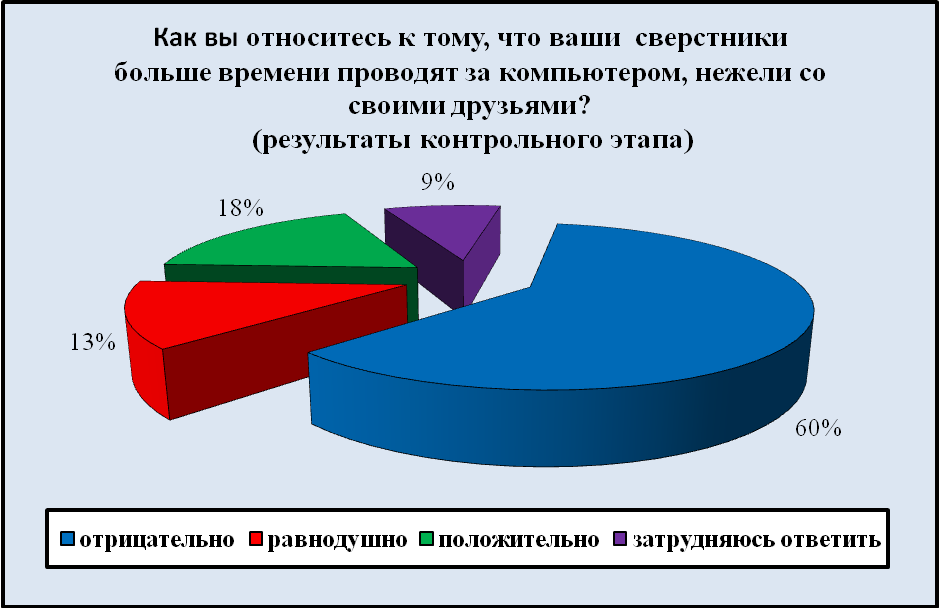 Как вы относитесь к тому, что ваши сверстники
больше времени проводят за компьютером, нежели со
своими друзьями?
(результаты контрольного этапа)
9%
18%
13%
60%
отрицательно равнодушно положительно затрудняюсь ответить